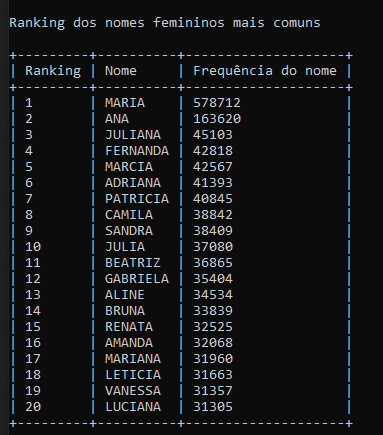 Ranking dos nomes femininos mais comuns
+---------+----------+--------------------+
| Ranking | Nome     | Frequência do nome |
+---------+----------+--------------------+
| 1       | MARIA    | 578712             |
| 2       | ANA      | 163620             |
| 3       | JULIANA  | 45103              |
| 4       | FERNANDA | 42818              |
| 5       | MARCIA   | 42567              |
| 6       | ADRIANA  | 41393              |
| 7       | PATRICIA | 40845              |
| 8       | CAMILA   | 38842              |
| 9       | SANDRA   | 38409              |
| 10      | JULIA    | 37080              |
| 11      | BEATRIZ  | 36865              |
| 12      | GABRIELA | 35404              |
| 13      | ALINE    | 34534              |
| 14      | BRUNA    | 33839              |
| 15      | RENATA   | 32525              |
| 16      | AMANDA   | 32068              |
| 17      | MARIANA  | 31960              |
| 18      | LETICIA  | 31663              |
| 19      | VANESSA  | 31357              |
| 20      | LUCIANA  | 31305              |
+---------+----------+--------------------+